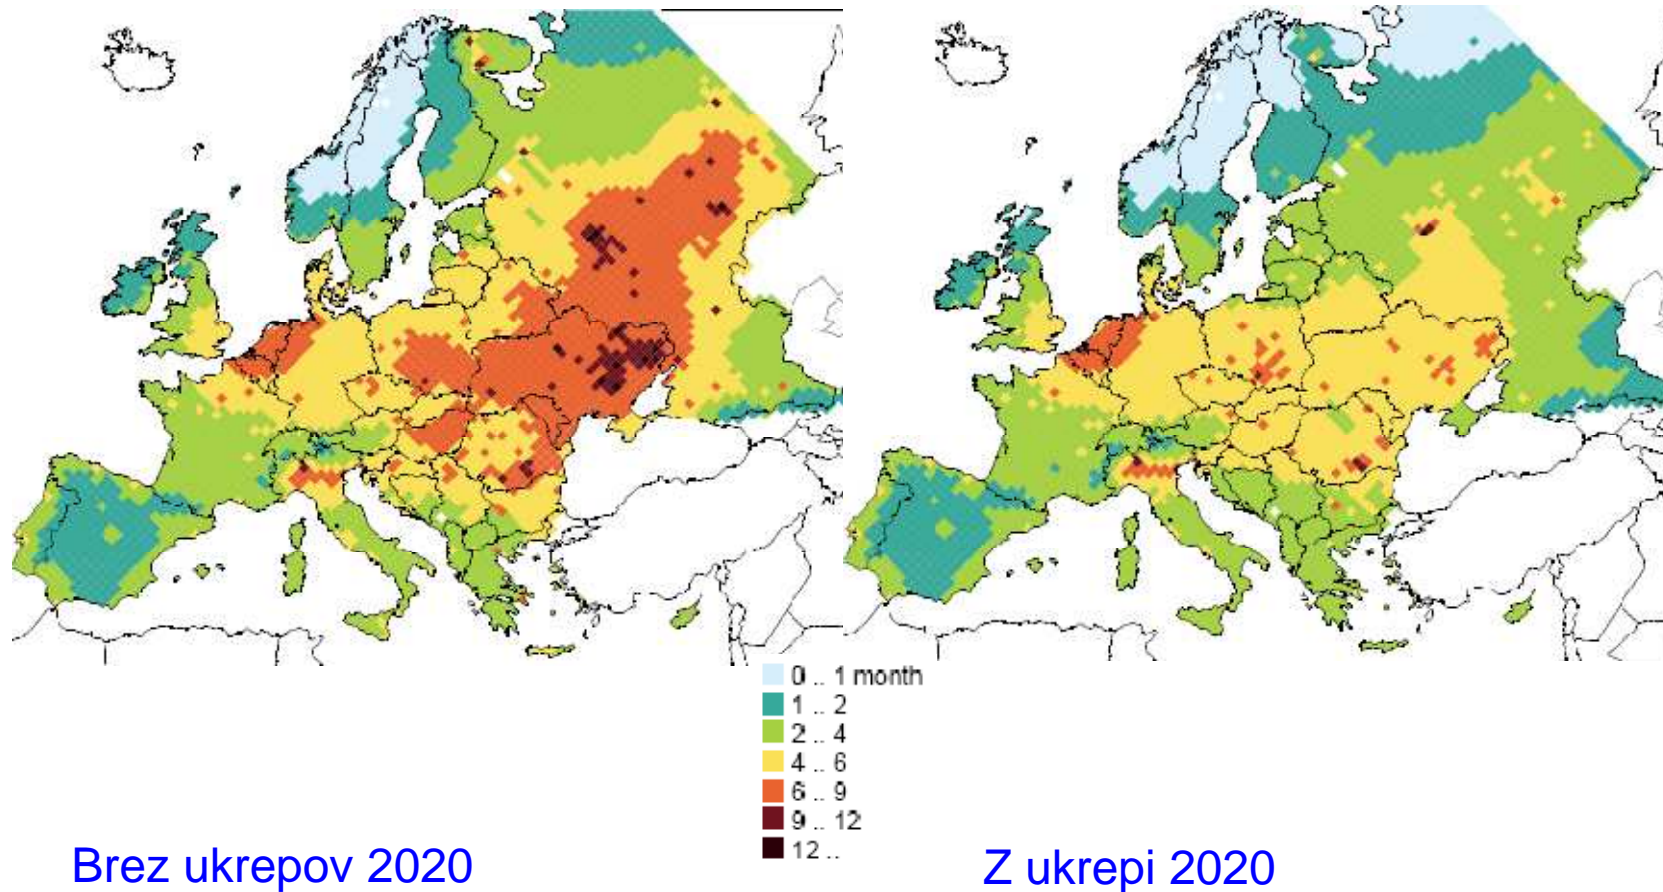 0 .. 1 month
1 .. 2
2 .. 4
4 .. 6
6 .. 9
9 .. 12
12 ..
Brez ukrepov 2020
Z ukrepi 2020